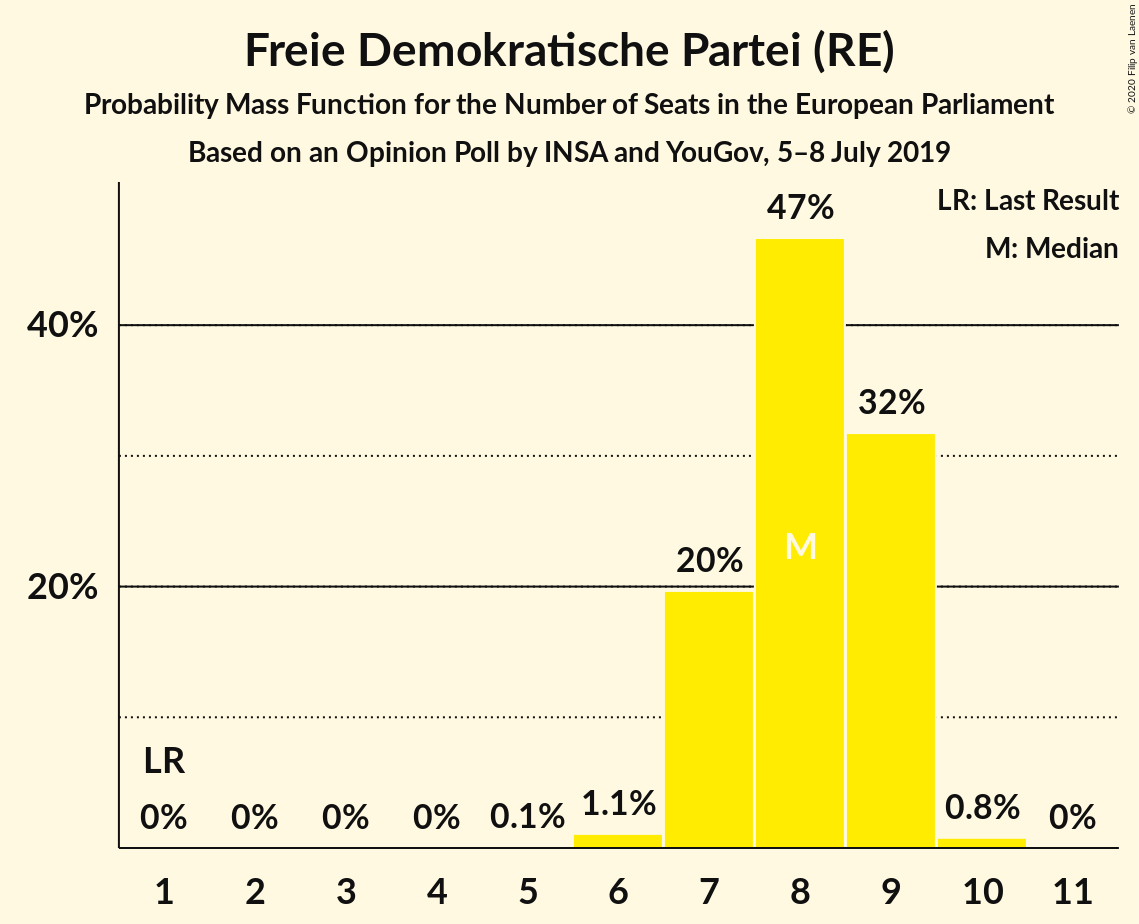 Freie Demokratische Partei (RE)
Probability Mass Function for the Number of Seats in the European Parliament
Based on an Opinion Poll by INSA and YouGov, 5–8 July 2019
© 2020 Filip van Laenen
LR: Last Result
M: Median
47%
40%
32%
20%
20%
M
LR
0% 0% 0% 0% 0.1% 1.1% 0.8% 0%
1 2 3 4 5 6 7 8 9 10 11